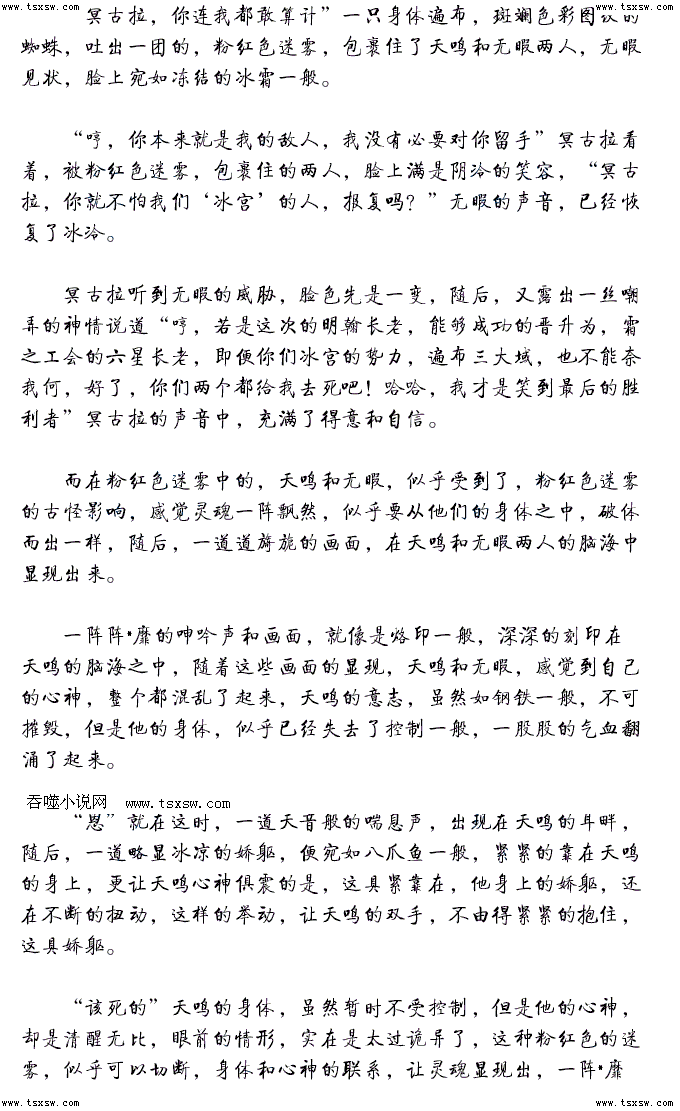 www.tsxsw.com www.tsxsw.com www.tsxsw.com
冥古拉，你连我都敢算计”一只身体遍布，斑斓色彩图纹的
蜘蛛，吐出一团的，粉红色迷雾，包裹住了天鸣和无暇两人，无暇
见状，脸上宛如冻结的冰霜一般。
“哼，你本来就是我的敌人，我没有必要对你留手”冥古拉看
着，被粉红色迷雾，包裹住的两人，脸上满是阴冷的笑容，“冥古
拉，你就不怕我们‘冰宫’的人，报复吗？”无暇的声音，已经恢
复了冰冷。
冥古拉听到无暇的威胁，脸色先是一变，随后，又露出一丝嘲
弄的神情说道“哼，若是这次的明翰长老，能够成功的晋升为，霜
之工会的六星长老，即便你们冰宫的势力，遍布三大域，也不能奈
我何，好了，你们两个都给我去死吧！哈哈，我才是笑到最后的胜
利者”冥古拉的声音中，充满了得意和自信。
而在粉红色迷雾中的，天鸣和无暇，似乎受到了，粉红色迷雾
的古怪影响，感觉灵魂一阵飘然，似乎要从他们的身体之中，破体
而出一样，随后，一道道旖旎的画面，在天鸣和无暇两人的脑海中
显现出来。
一阵阵·靡的呻吟声和画面，就像是烙印一般，深深的刻印在
天鸣的脑海之中，随着这些画面的显现，天鸣和无暇，感觉到自己
的心神，整个都混乱了起来，天鸣的意志，虽然如钢铁一般，不可
摧毁，但是他的身体，似乎已经失去了控制一般，一股股的气血翻
涌了起来。
吞噬小说网 www.tsxsw.com
“恩”就在这时，一道天音般的喘息声，出现在天鸣的耳畔，
随后，一道略显冰凉的娇躯，便宛如八爪鱼一般，紧紧的靠在天鸣
的身上，更让天鸣心神俱震的是，这具紧靠在，他身上的娇躯，还
在不断的扭动，这样的举动，让天鸣的双手，不由得紧紧的抱住，
这具娇躯。
“该死的”天鸣的身体，虽然暂时不受控制，但是他的心神，
却是清醒无比，眼前的情形，实在是太过诡异了，这种粉红色的迷
雾，似乎可以切断，身体和心神的联系，让灵魂显现出，一阵·靡
www.tsxsw.com www.tsxsw.com www.tsxsw.com